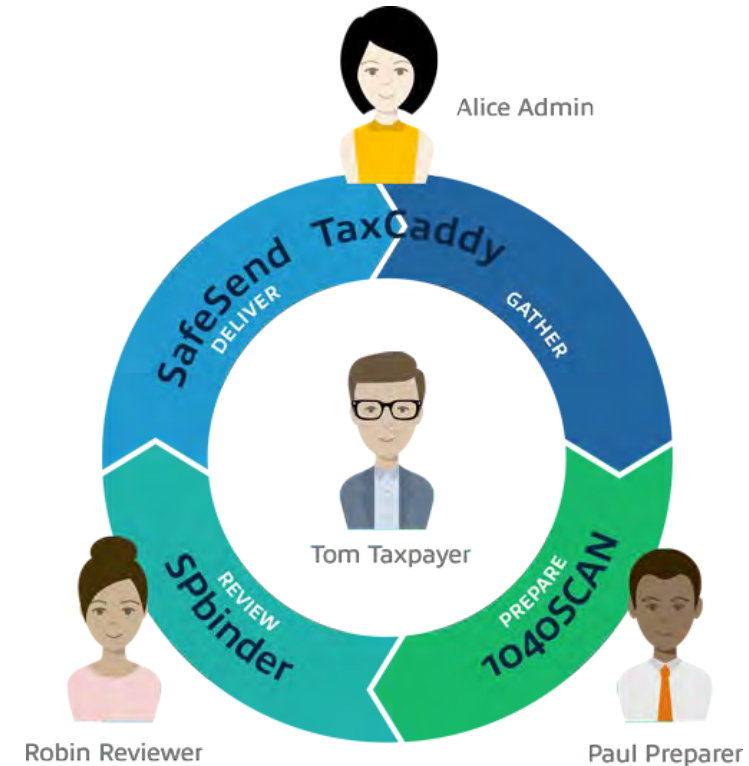 Alice Admin
TaxCaddy
GATHER
SafeSend
DELIVER
Tom Taxpayer
PREPARE
1040SCAN
REVIEW
SPbinder
Robin Reviewer
Paul Preparer